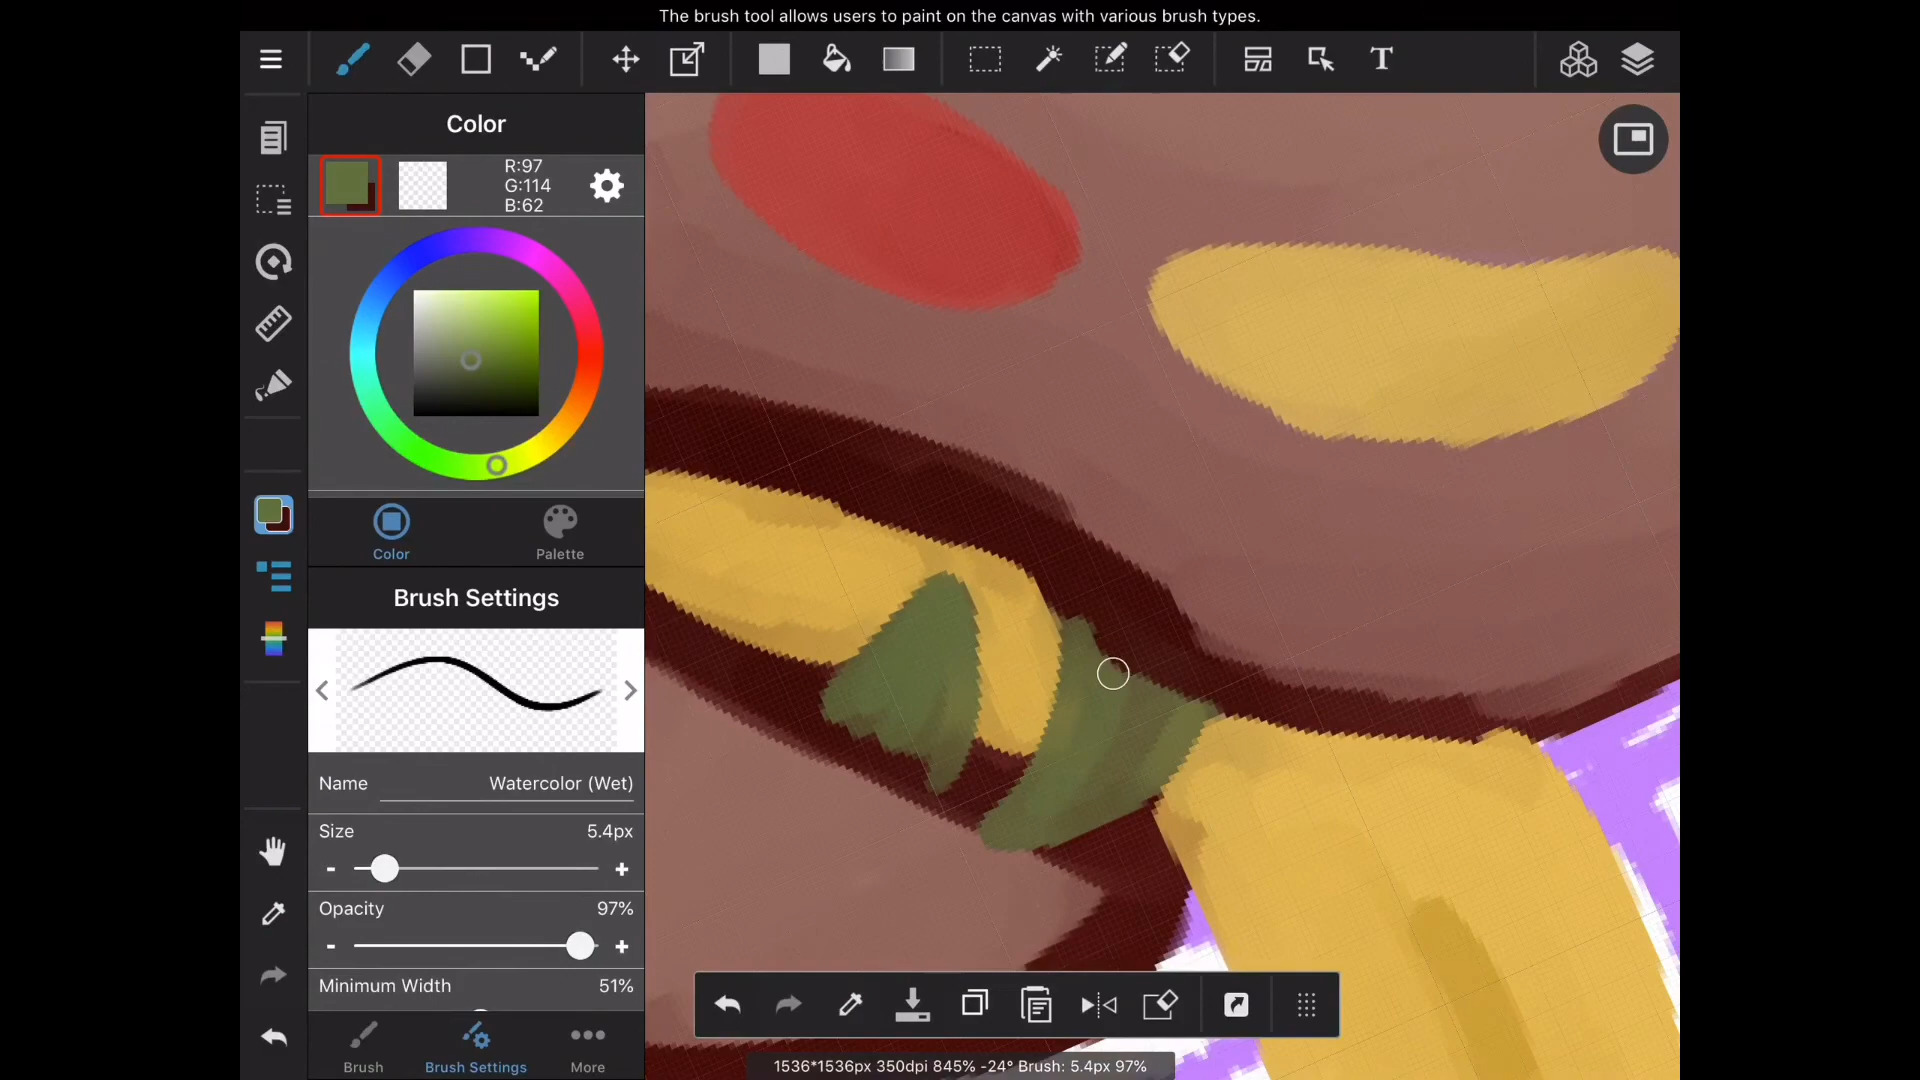 The brush tool allows users to paint on the canvas with various brush types.
T
Color
R:97
G:114
B:62
Color
Palette
Brush Settings
Name
Watercolor (Wet)
Size
5.4px
-
+
Opacity
97%
-
+
Minimum Width
51%
Brush
Brush Settings
More
1536*1536px 350dpi 845% -24° Brush: 5.4px 97%